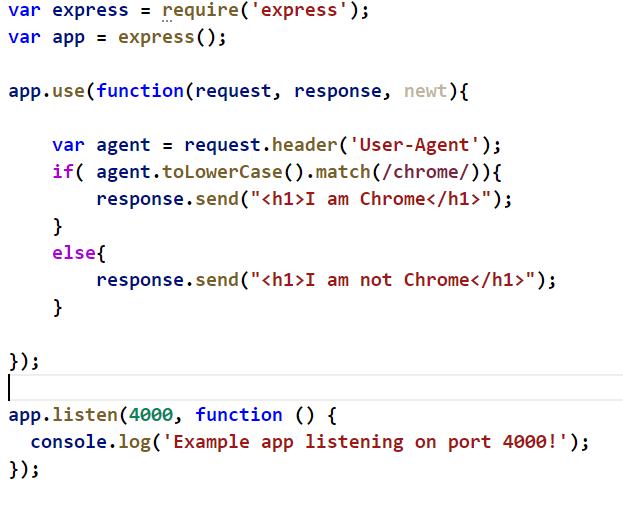 var express = require('express');
var app = express();
app.use(function(request, response, newt){
var agent = request.header('User-Agent');
if( agent.toLowerCase().match(/chrome/)){
response.send("<h1>I am Chrome</h1>");
}
else{
response.send("<h1>I am not Chrome</h1>");
}
});
app.listen(4000, function () {
console.log('Example app listening on port 4000!');
});